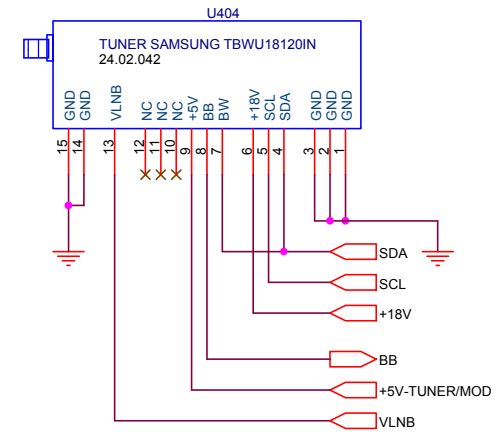 U404
TUNER SAMSUNG TBWU18120IN
24.02.042
GND
GND
VLNB
NC
NC
NC
+5V
BB
BW
+18V
SCL
SDA
GND
GND
GND
15
14
13
12
11
10
9
8
7
6
5
4
3
2
1
SDA
SCL
+18V
BB
+5V-TUNER/MOD
VLNB